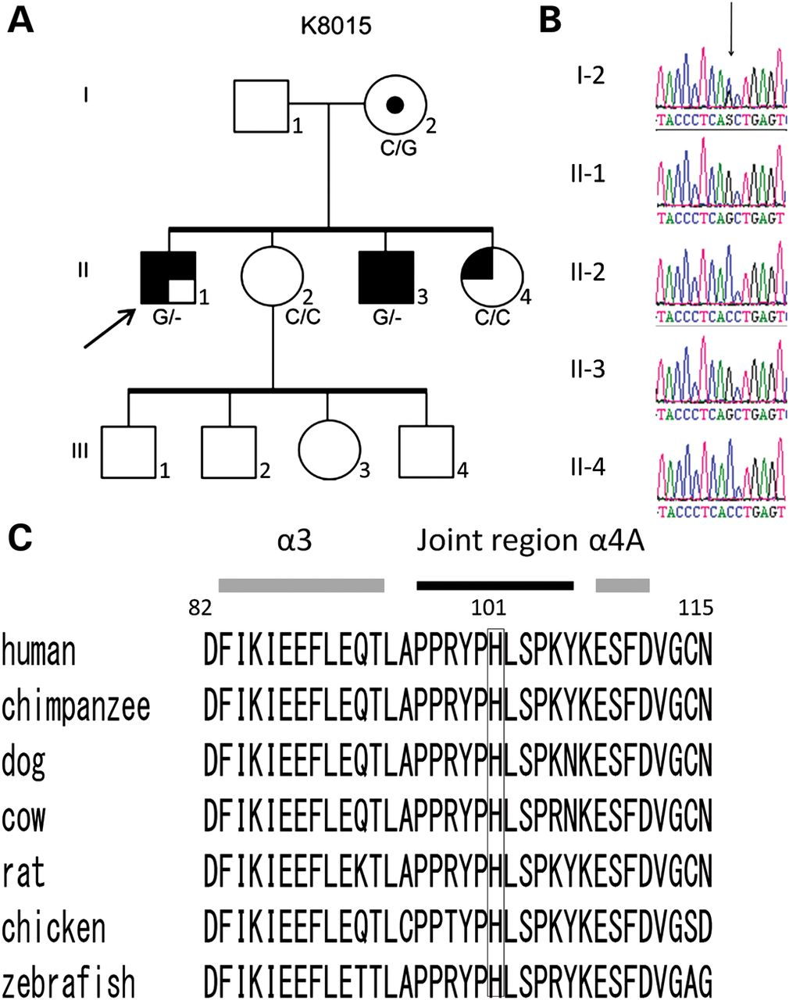 A
K8015
I
1
2
C/G
II
1
G/-
2
C/C
3
G/-
4
C/C
III
1
2
3
4
B
I-2
TACCCTCASCTGAGT
II-1
TACCCTCAGCTGAGT
II-2
TACCCTCACCTGAGT
II-3
TACCCTCAGCTGAGT
II-4
TACCCTCACCTGAGT
C
α3 Joint region α4A
82 101 115
human DFIKIEEFLEQTLAPPRYPHLSPKYKESFDVGCN
chimpanzee DFIKIEEFLEQTLAPPRYPHLSPKYKESFDVGCN
dog DFIKIEEFLEQTLAPPRYPHLSPKNKESFDVGCN
cow DFIKIEEFLEQTLAPPRYPHLSPRNKESFDVGCN
rat DFIKIEEFLEKTLAPPRYPHLSPKYKESFDVGCN
chicken DFIKIEEFLEQTLCPPTYPHLSPKYKESFDVGSD
zebrafish DFIKIEEFLETTLAPPRYPHLSPRYKESFDVGAG